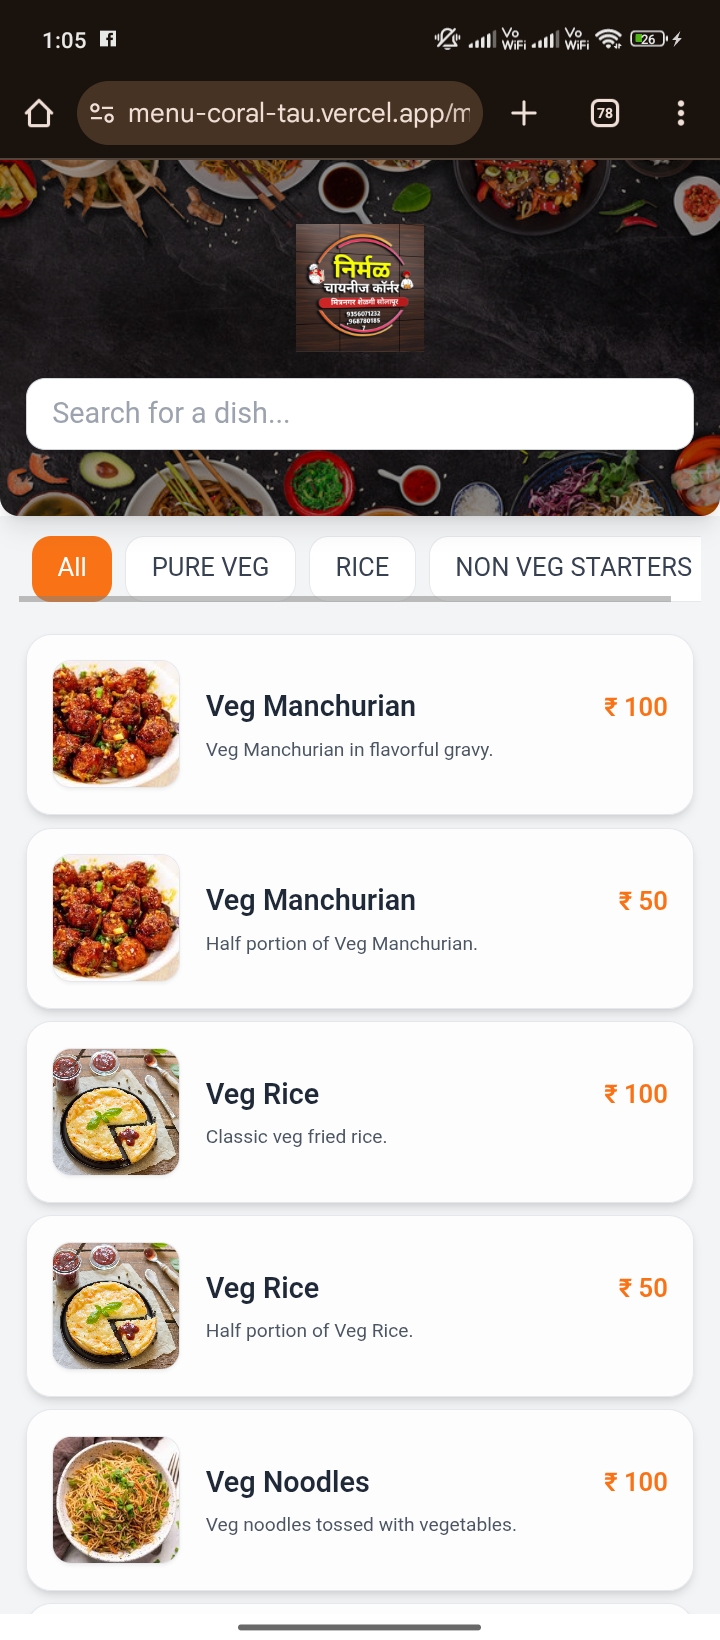 1:05
Vo
WiFi
Vo
WiFi
26
menu-coral-tau.vercel.app/m
78
निर्मळ
चायनीज कॉर्नर
मित्रनगर शेळगी सोलापूर
9356071232
Search for a dish...
All
PURE VEG
RICE
NON VEG STARTERS
Veg Manchurian
₹ 100
Veg Manchurian in flavorful gravy.
Veg Manchurian
₹ 50
Half portion of Veg Manchurian.
Veg Rice
₹ 100
Classic veg fried rice.
Veg Rice
₹ 50
Half portion of Veg Rice.
Veg Noodles
₹ 100
Veg noodles tossed with vegetables.